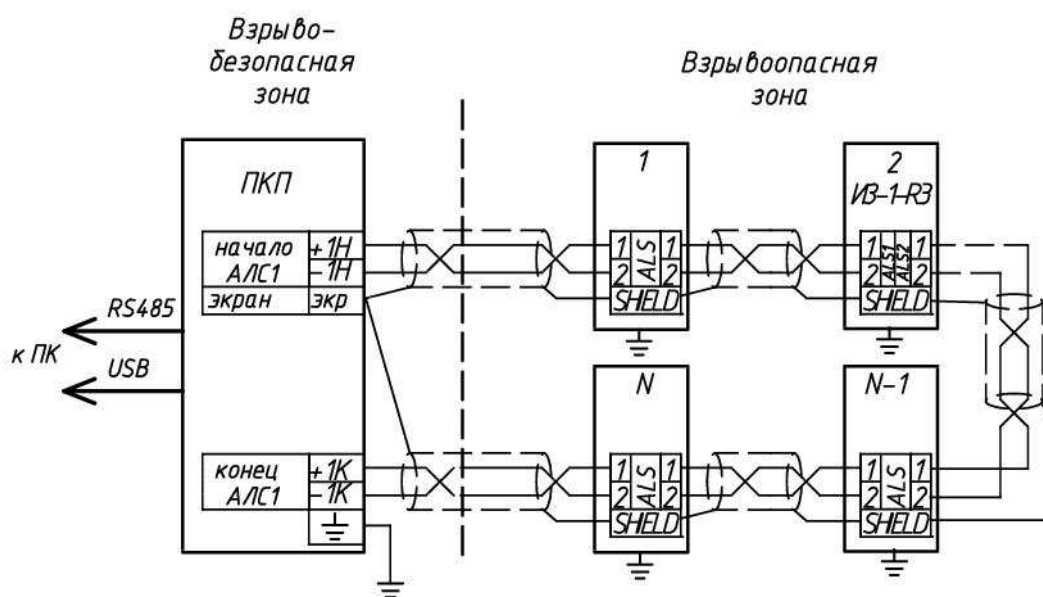 Взрыво-
безопасная
зона
Взрывоопасная
зона
ПКП
начало
АЛС1
+1Н
-1Н
экран
экр
RS485
к ПК
USB
конец
АЛС1
+1К
-1К
1
1
2
ALS
1
2
SHELD
2
ИЗ-1-R3
1
2
ALS1
ALS2
1
2
SHELD
N
1
2
ALS
1
2
SHELD
N-1
1
2
ALS
1
2
SHELD